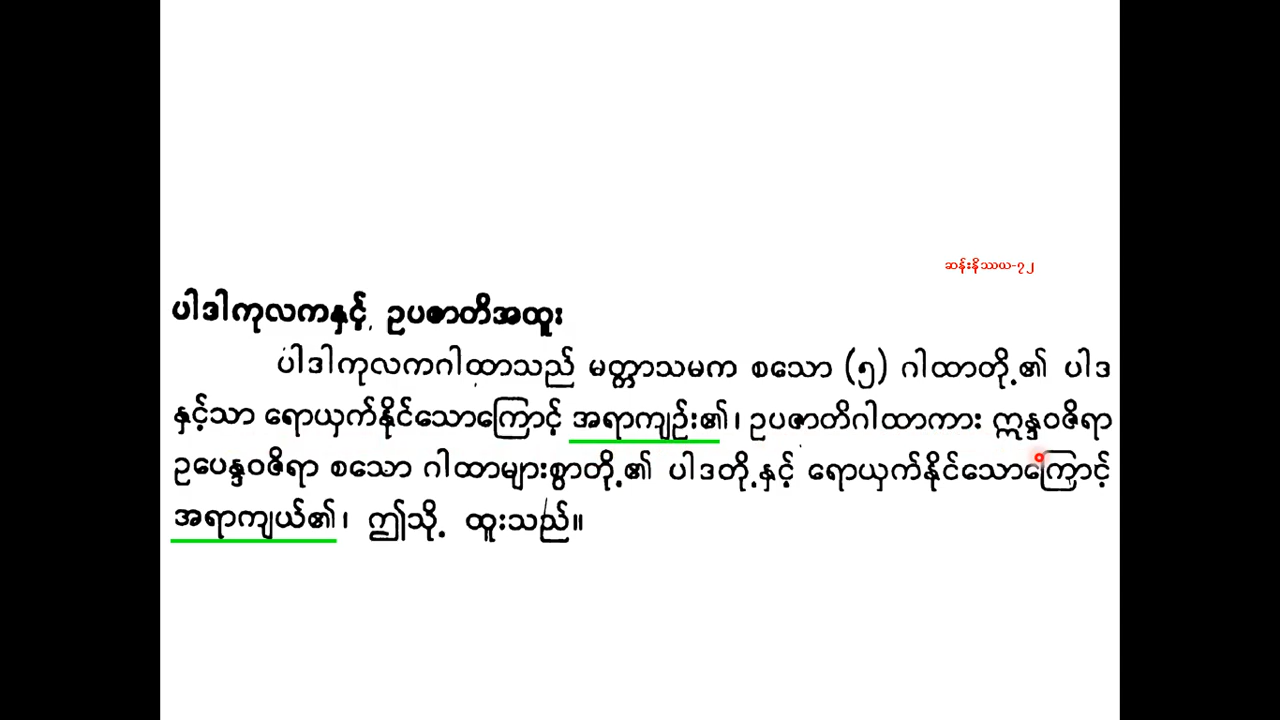 ဆန်းနိဿယ-၇၂
ပါဒါကုလကနှင့် ဥပဇာတိအထူး
ပါဒါကုလကဂါထာသည် မတ္တာသမက စသော (၅) ဂါထာတို့၏ ပါဒ
နှင့်သာ ရောယှက်နိုင်သောကြောင့် အရာကျဉ်း၏၊ ဥပဇာတိဂါထာကား ဣန္ဒဝဇိရာ
ဥပေန္ဒဝဇိရာ စသော ဂါထာများစွာတို့၏ ပါဒတို့နှင့် ရောယှက်နိုင်သောကြောင့်
အရာကျယ်၏၊ ဤသို့ ထူးသည်။